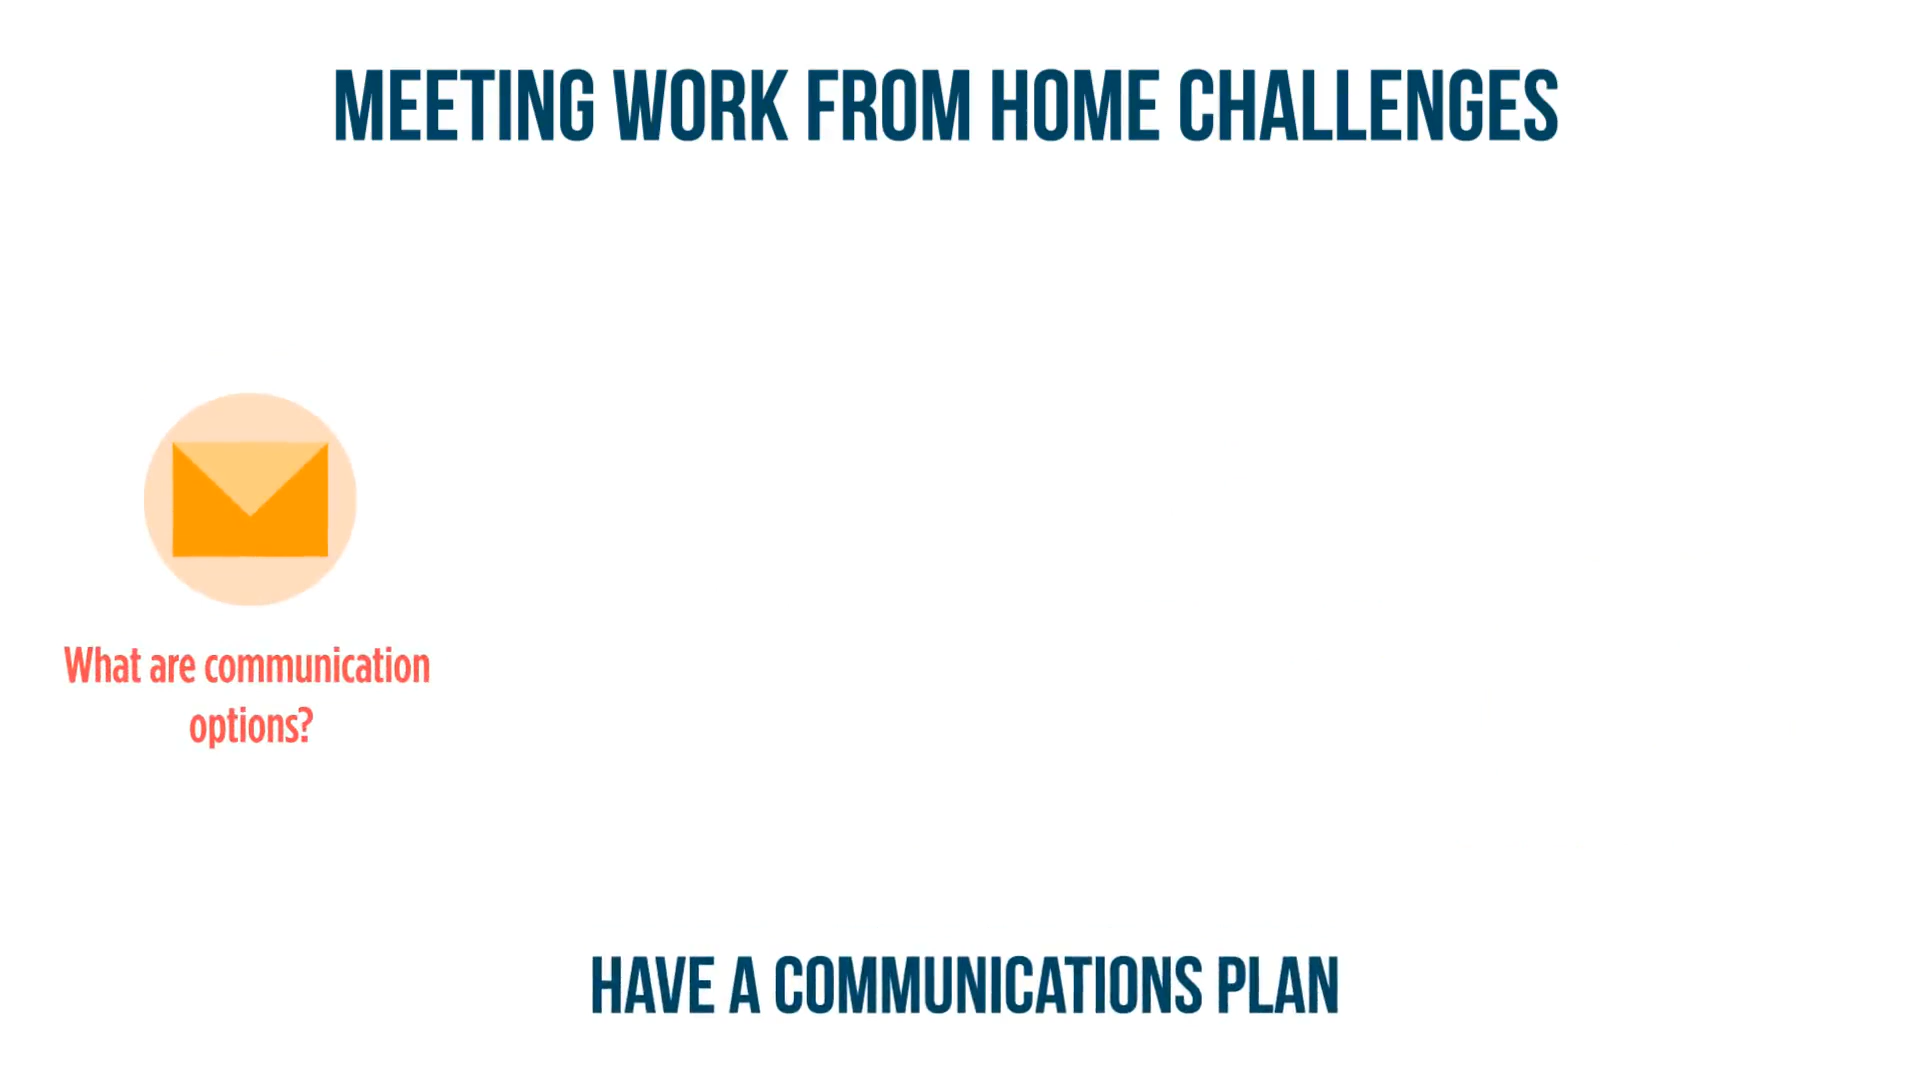 MEETING WORK FROM HOME CHALLENGES
What are communication
options?
HAVE A COMMUNICATIONS PLAN